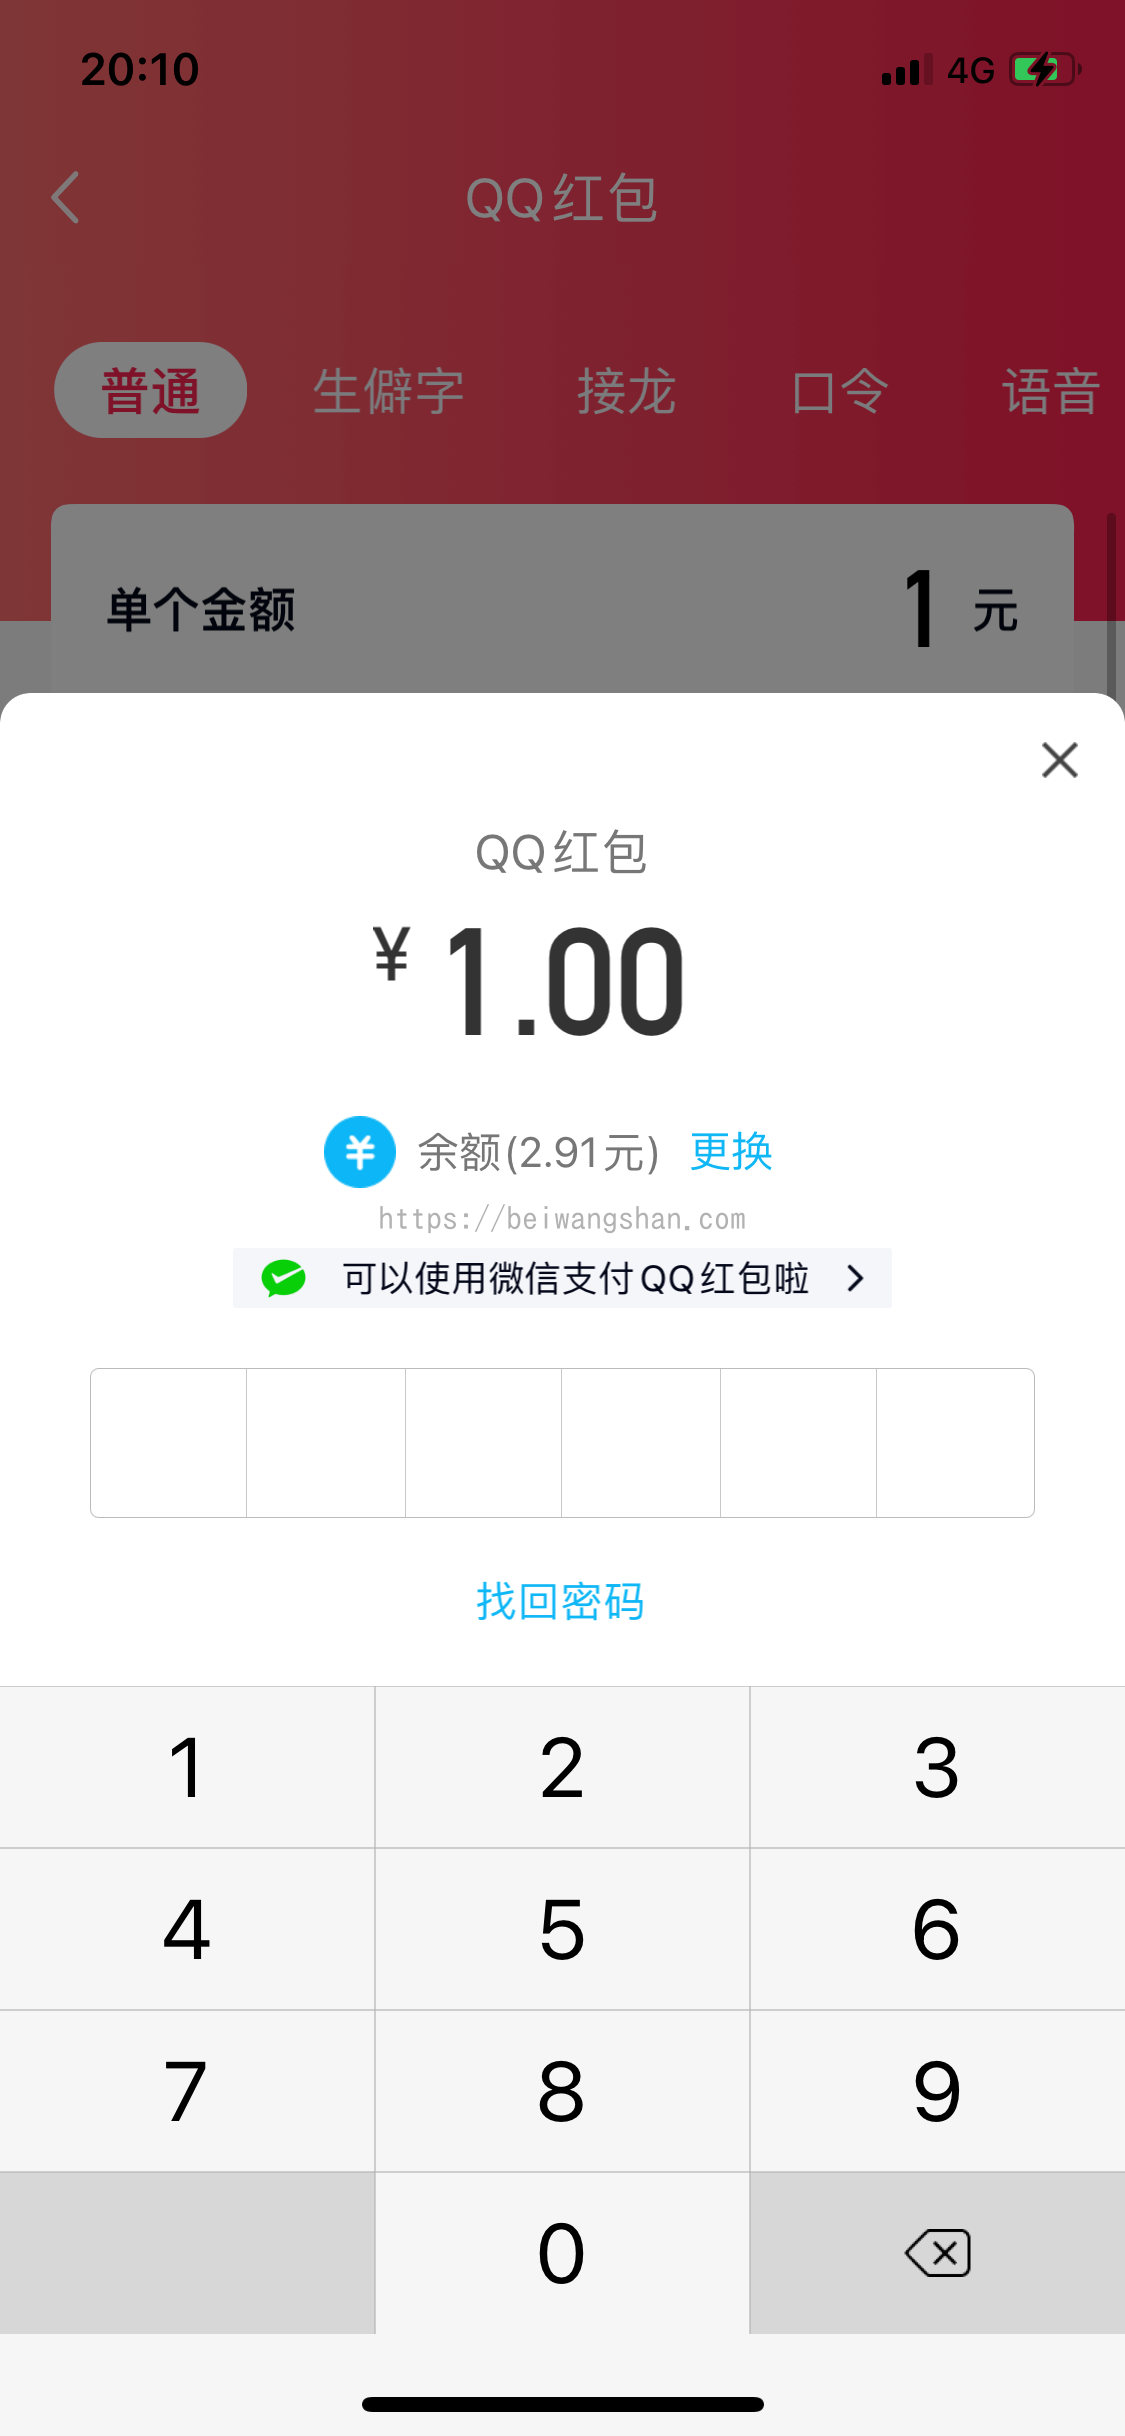 20:10 4G
QQ红包
普通 生僻字 接龙 口令 语音
单个金额 1 元
QQ红包
¥ 1.00
¥ 余额(2.91元) 更换
https://beiwangshan.com
可以使用微信支付QQ红包啦
找回密码
1 2 3
4 5 6
7 8 9
0